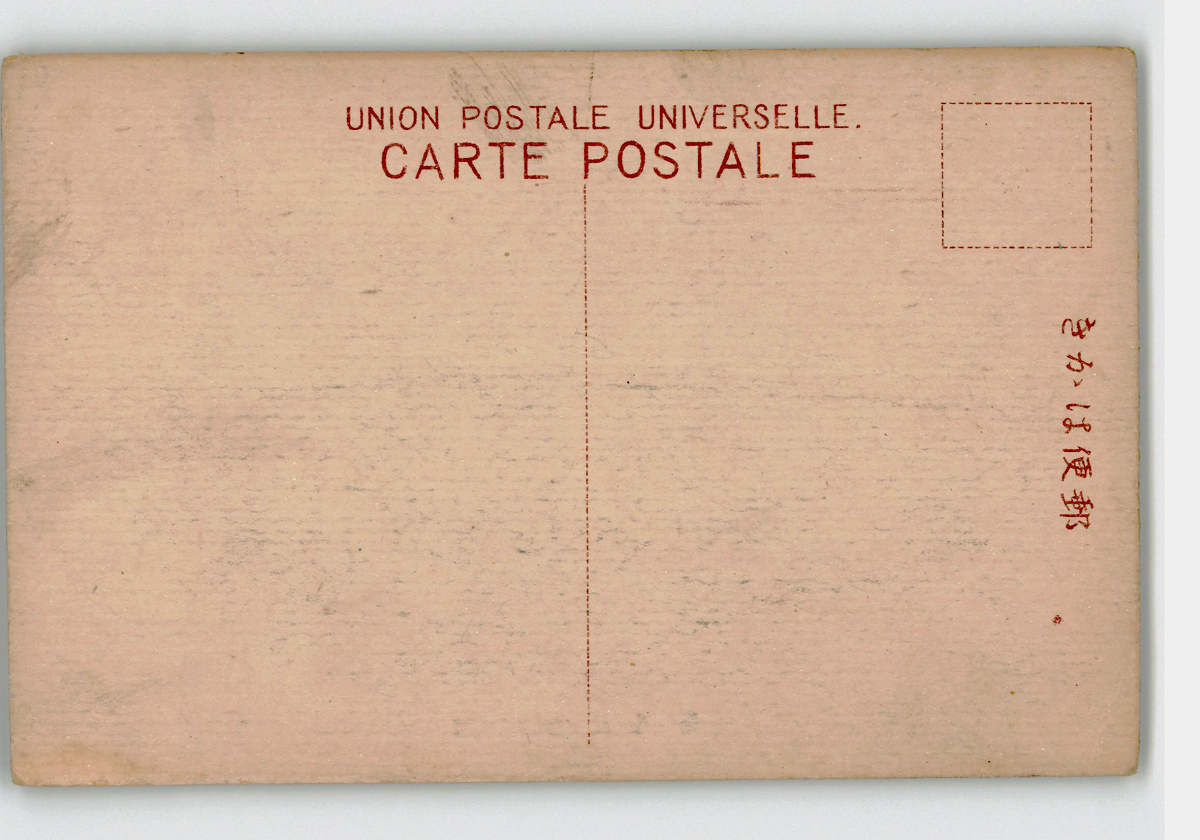 UNION POSTALE UNIVERSELLE.
CARTE POSTALE
郵便はかき